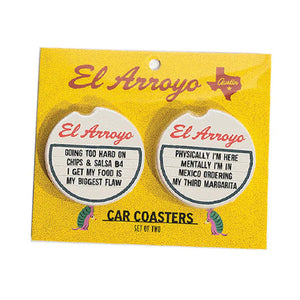 El Arroyo
Austin
El Arroyo
GOING TOO HARD ON
CHIPS & SALSA B4
I GET MY FOOD IS
MY BIGGEST FLAW
El Arroyo
PHYSICALLY I'M HERE
MENTALLY I'M IN
MEXICO ORDERING
MY THIRD MARGARITA
CAR COASTERS
SET OF TWO